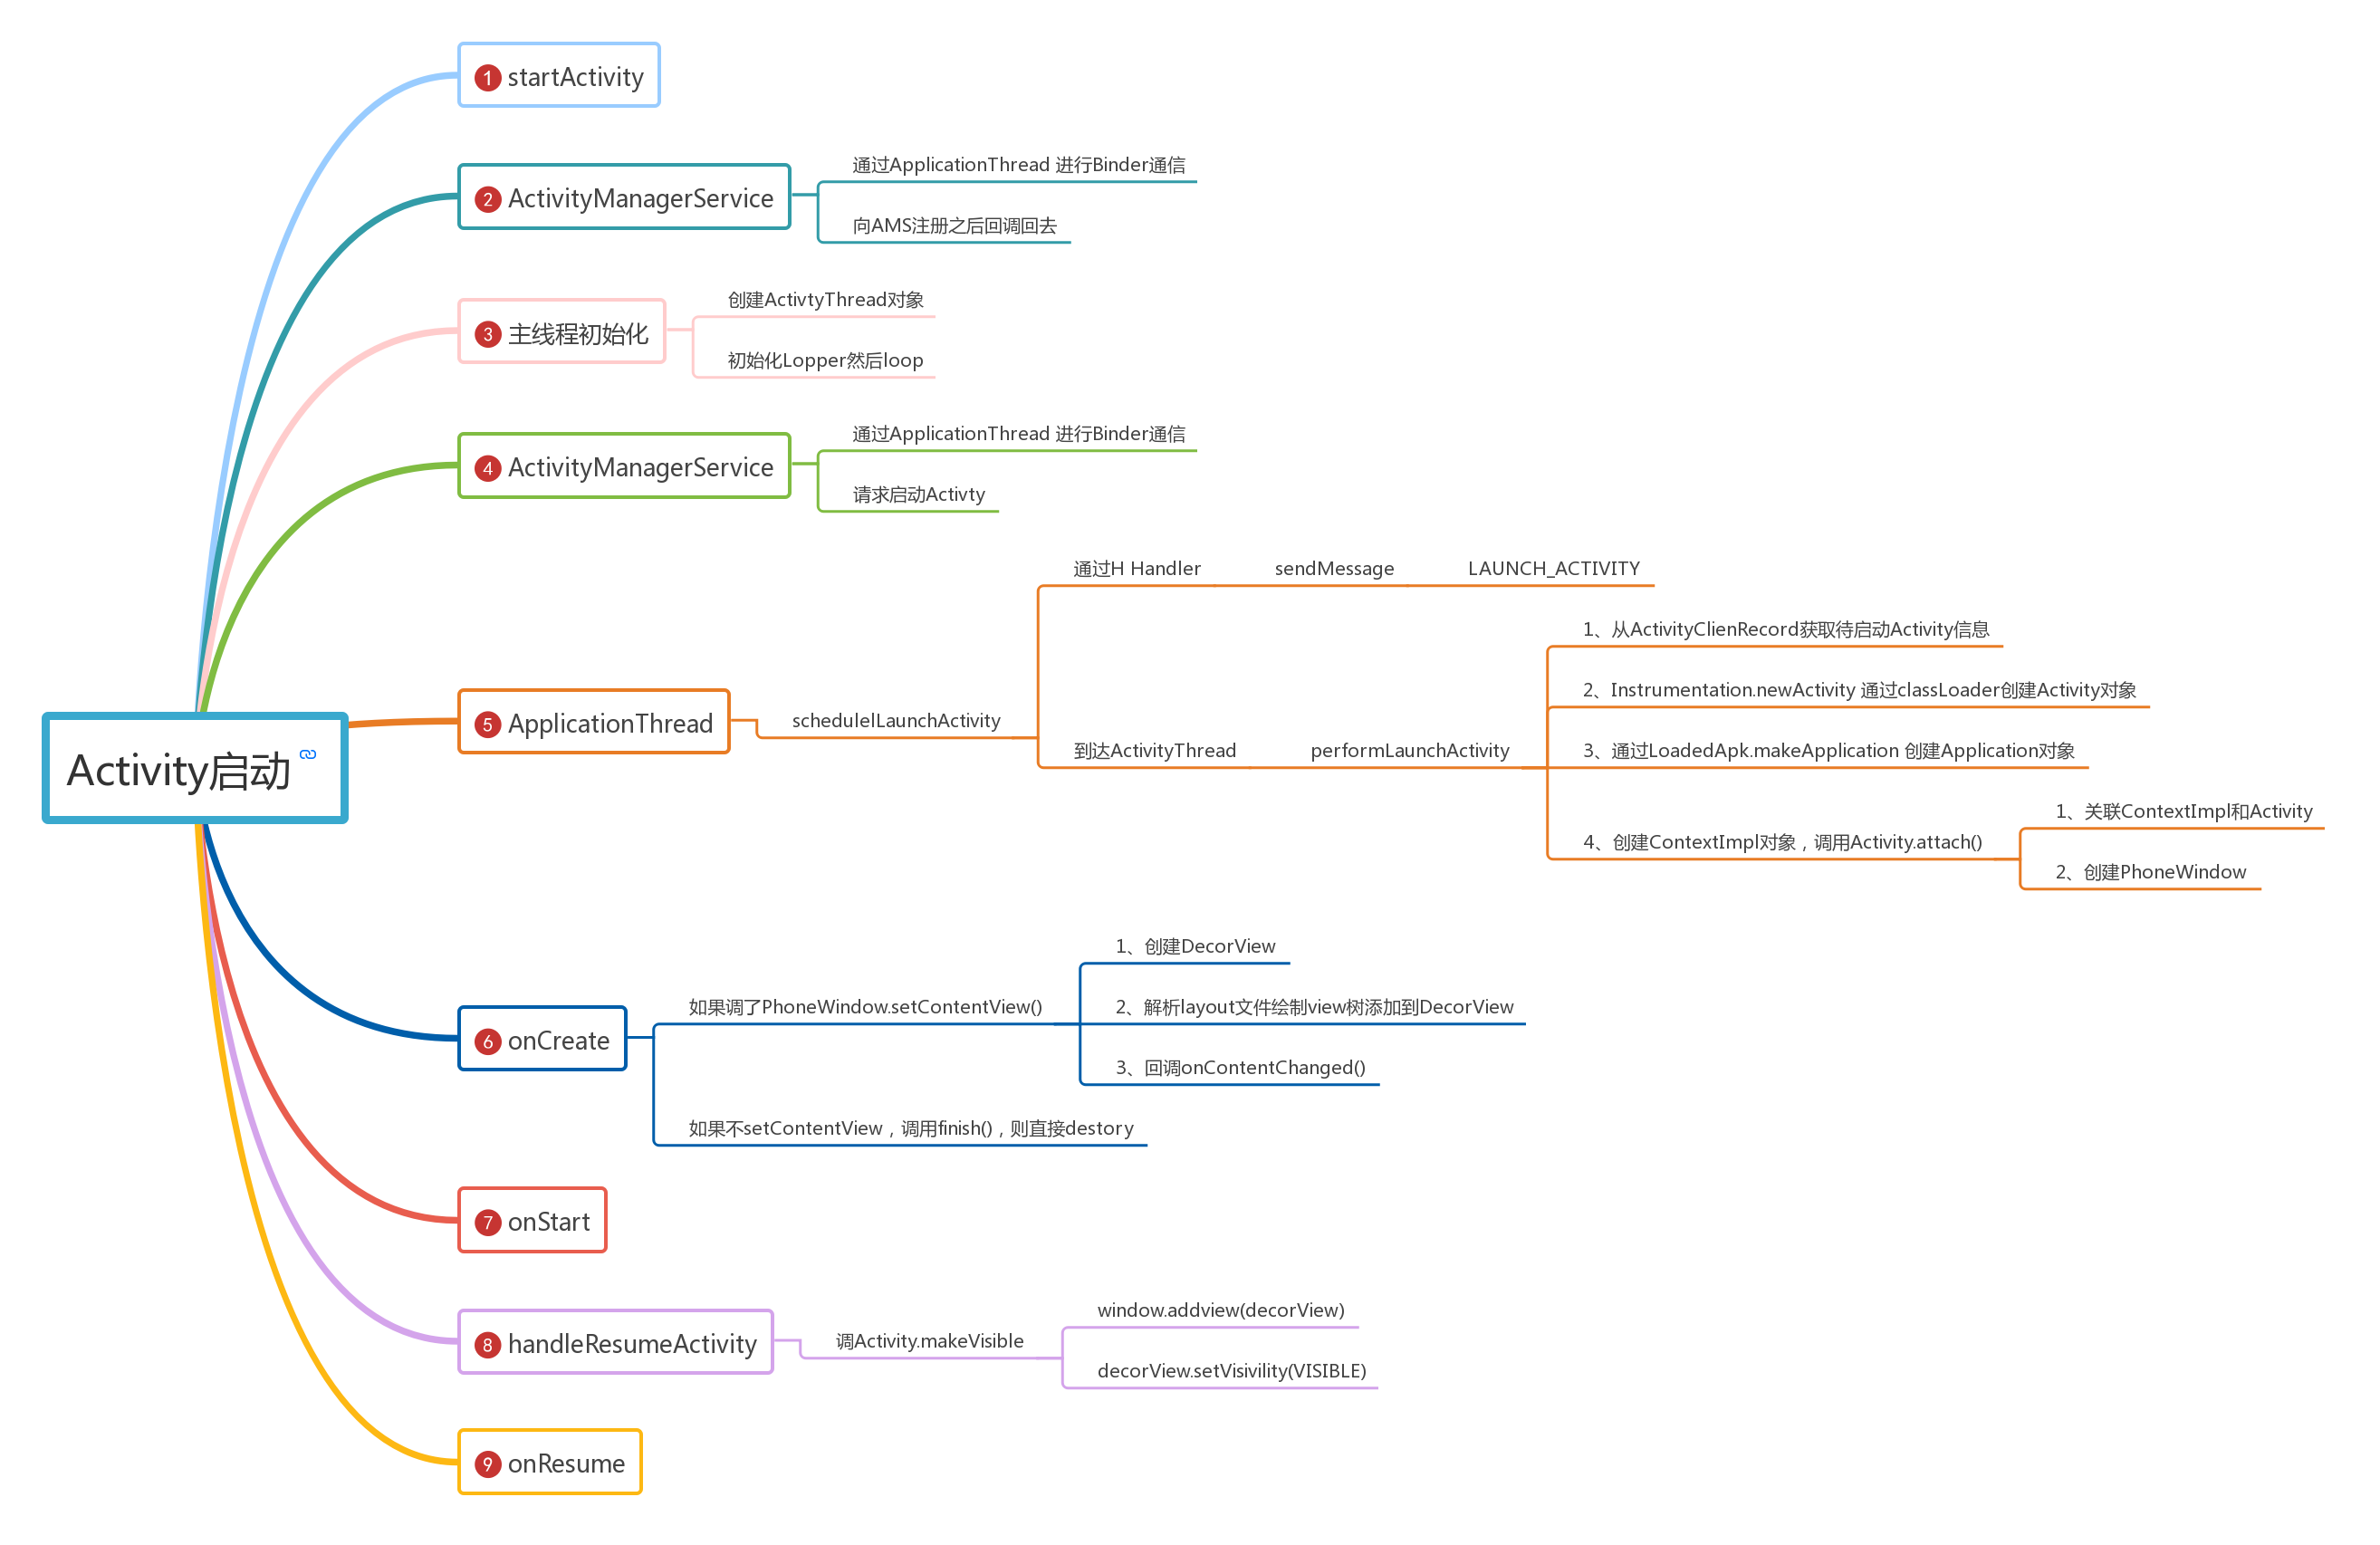 Activity启动
1 startActivity
2 ActivityManagerService
通过ApplicationThread 进行Binder通信
向AMS注册之后回调回去
3 主线程初始化
创建ActivtyThread对象
初始化Lopper然后loop
4 ActivityManagerService
通过ApplicationThread 进行Binder通信
请求启动Activty
5 ApplicationThread
schedulelLaunchActivity
通过H Handler
sendMessage
LAUNCH_ACTIVITY
到达ActivityThread
performLaunchActivity
1、从ActivityClienRecord获取待启动Activity信息
2、Instrumentation.newActivity 通过classLoader创建Activity对象
3、通过LoadedApk.makeApplication 创建Application对象
4、创建ContextImpl对象，调用Activity.attach()
1、关联ContextImpl和Activity
2、创建PhoneWindow
6 onCreate
如果调了PhoneWindow.setContentView()
1、创建DecorView
2、解析layout文件绘制view树添加到DecorView
3、回调onContentChanged()
如果不setContentView，调用finish()，则直接destory
7 onStart
8 handleResumeActivity
调Activity.makeVisible
window.addview(decorView)
decorView.setVisivility(VISIBLE)
9 onResume